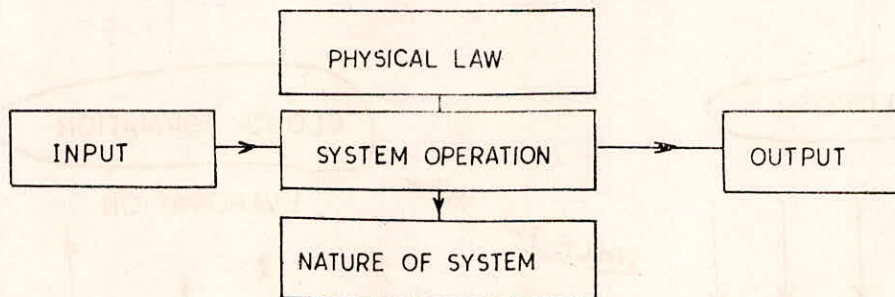 PHYSICAL LAW
INPUT
SYSTEM OPERATION
OUTPUT
NATURE OF SYSTEM